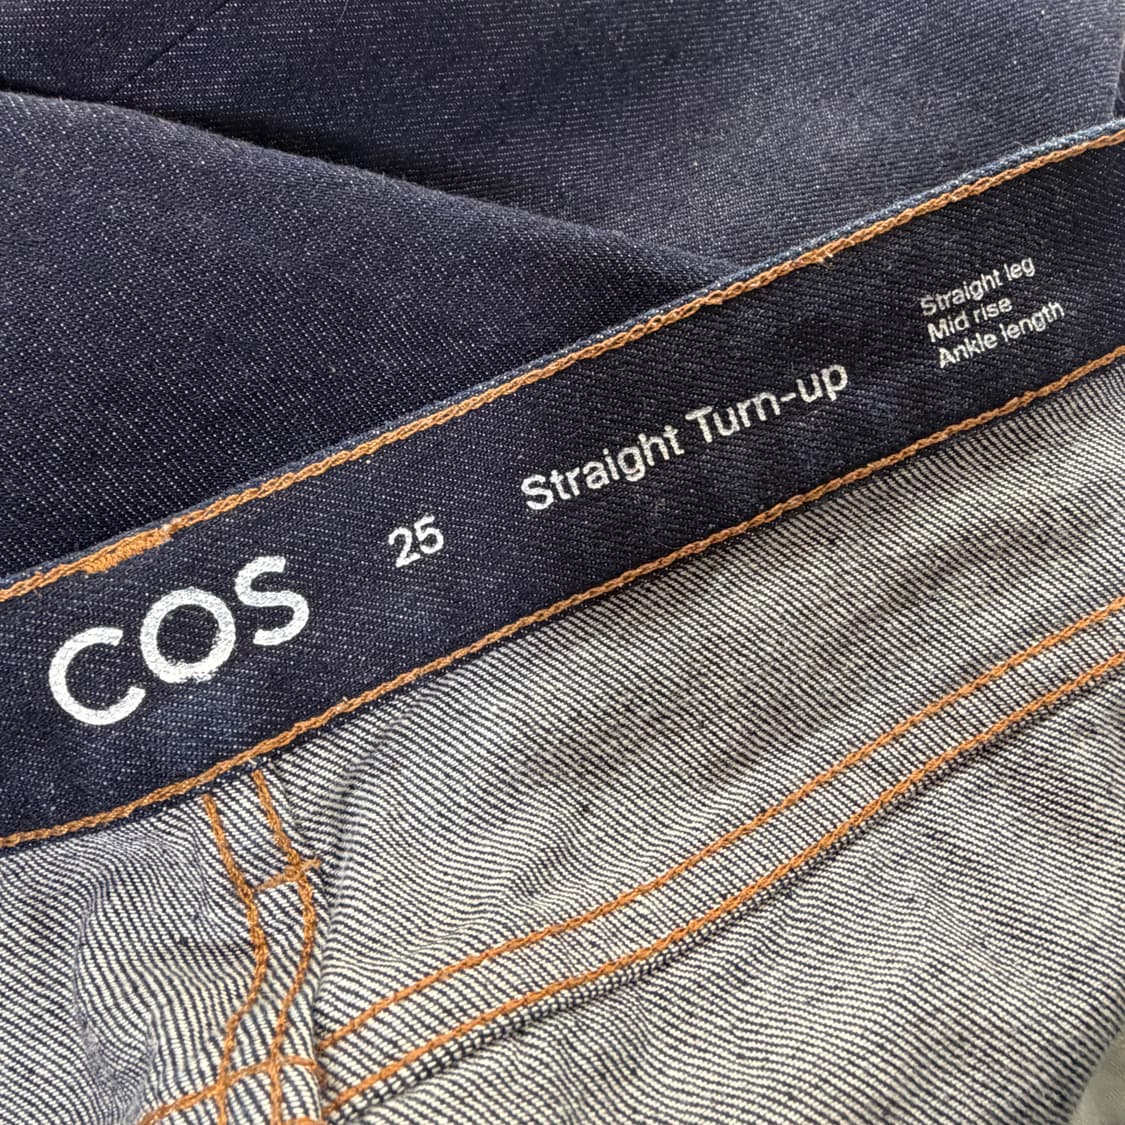 COS
25
Straight Turn-up
Straight leg
Mid rise
Ankle length